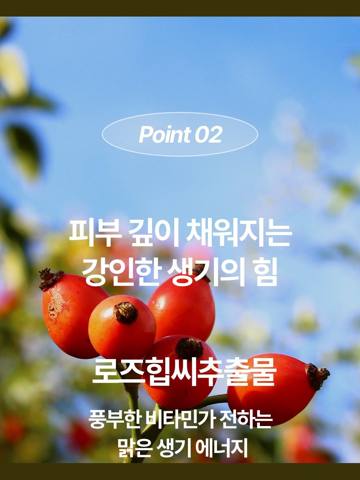 Point 02
피부 깊이 채워지는
강인한 생기의 힘
로즈힙씨추출물
풍부한 비타민가 전하는
맑은 생기 에너지